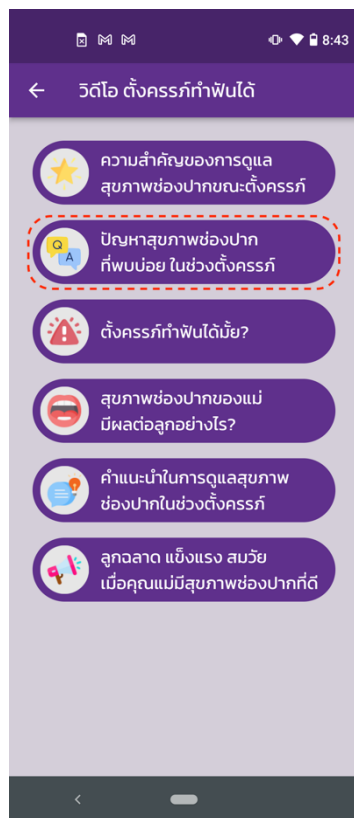 8:43
วิดีโอ ตั้งครรภ์ทำฟันได้
ความสำคัญของการดูแล
สุขภาพช่องปากขณะตั้งครรภ์
Q
A
ปัญหาสุขภาพช่องปาก
ที่พบบ่อย ในช่วงตั้งครรภ์
ตั้งครรภ์ทำฟันได้มั้ย?
สุขภาพช่องปากของแม่
มีผลต่อลูกอย่างไร?
คำแนะนำในการดูแลสุขภาพ
ช่องปากในช่วงตั้งครรภ์
ลูกฉลาด แข็งแรง สมวัย
เมื่อคุณแม่มีสุขภาพช่องปากที่ดี